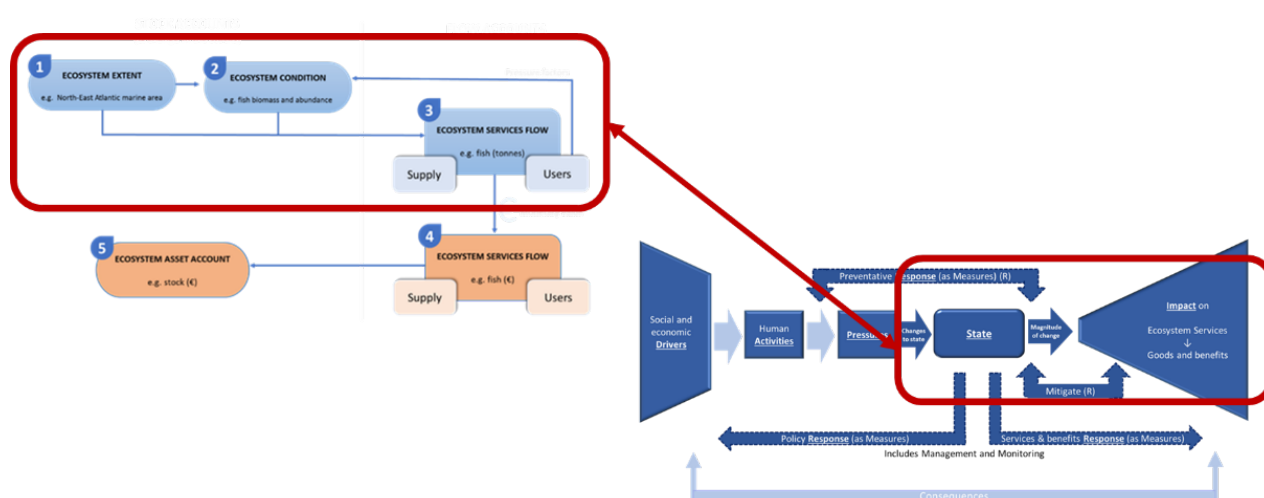 1
ECOSYSTEM EXTENT
e.g. North-East Atlantic marine area
2
ECOSYSTEM CONDITION
e.g. fish biomass and abundance
3
ECOSYSTEM SERVICES FLOW
e.g. fish (tonnes)
Supply
Users
4
ECOSYSTEM SERVICES FLOW
e.g. fish (€)
Supply
Users
5
ECOSYSTEM ASSET ACCOUNT
e.g. stock (€)
Preventative Response (as Measures) (R)
Social and
economic
Drivers
Human
Activities
Pressures
Changes
to state
State
Magnitude
of change
Impact on
Ecosystem Services
↓
Goods and benefits
Mitigate (R)
Policy Response (as Measures)
Services & benefits Response (as Measures)
Includes Management and Monitoring
Consequences